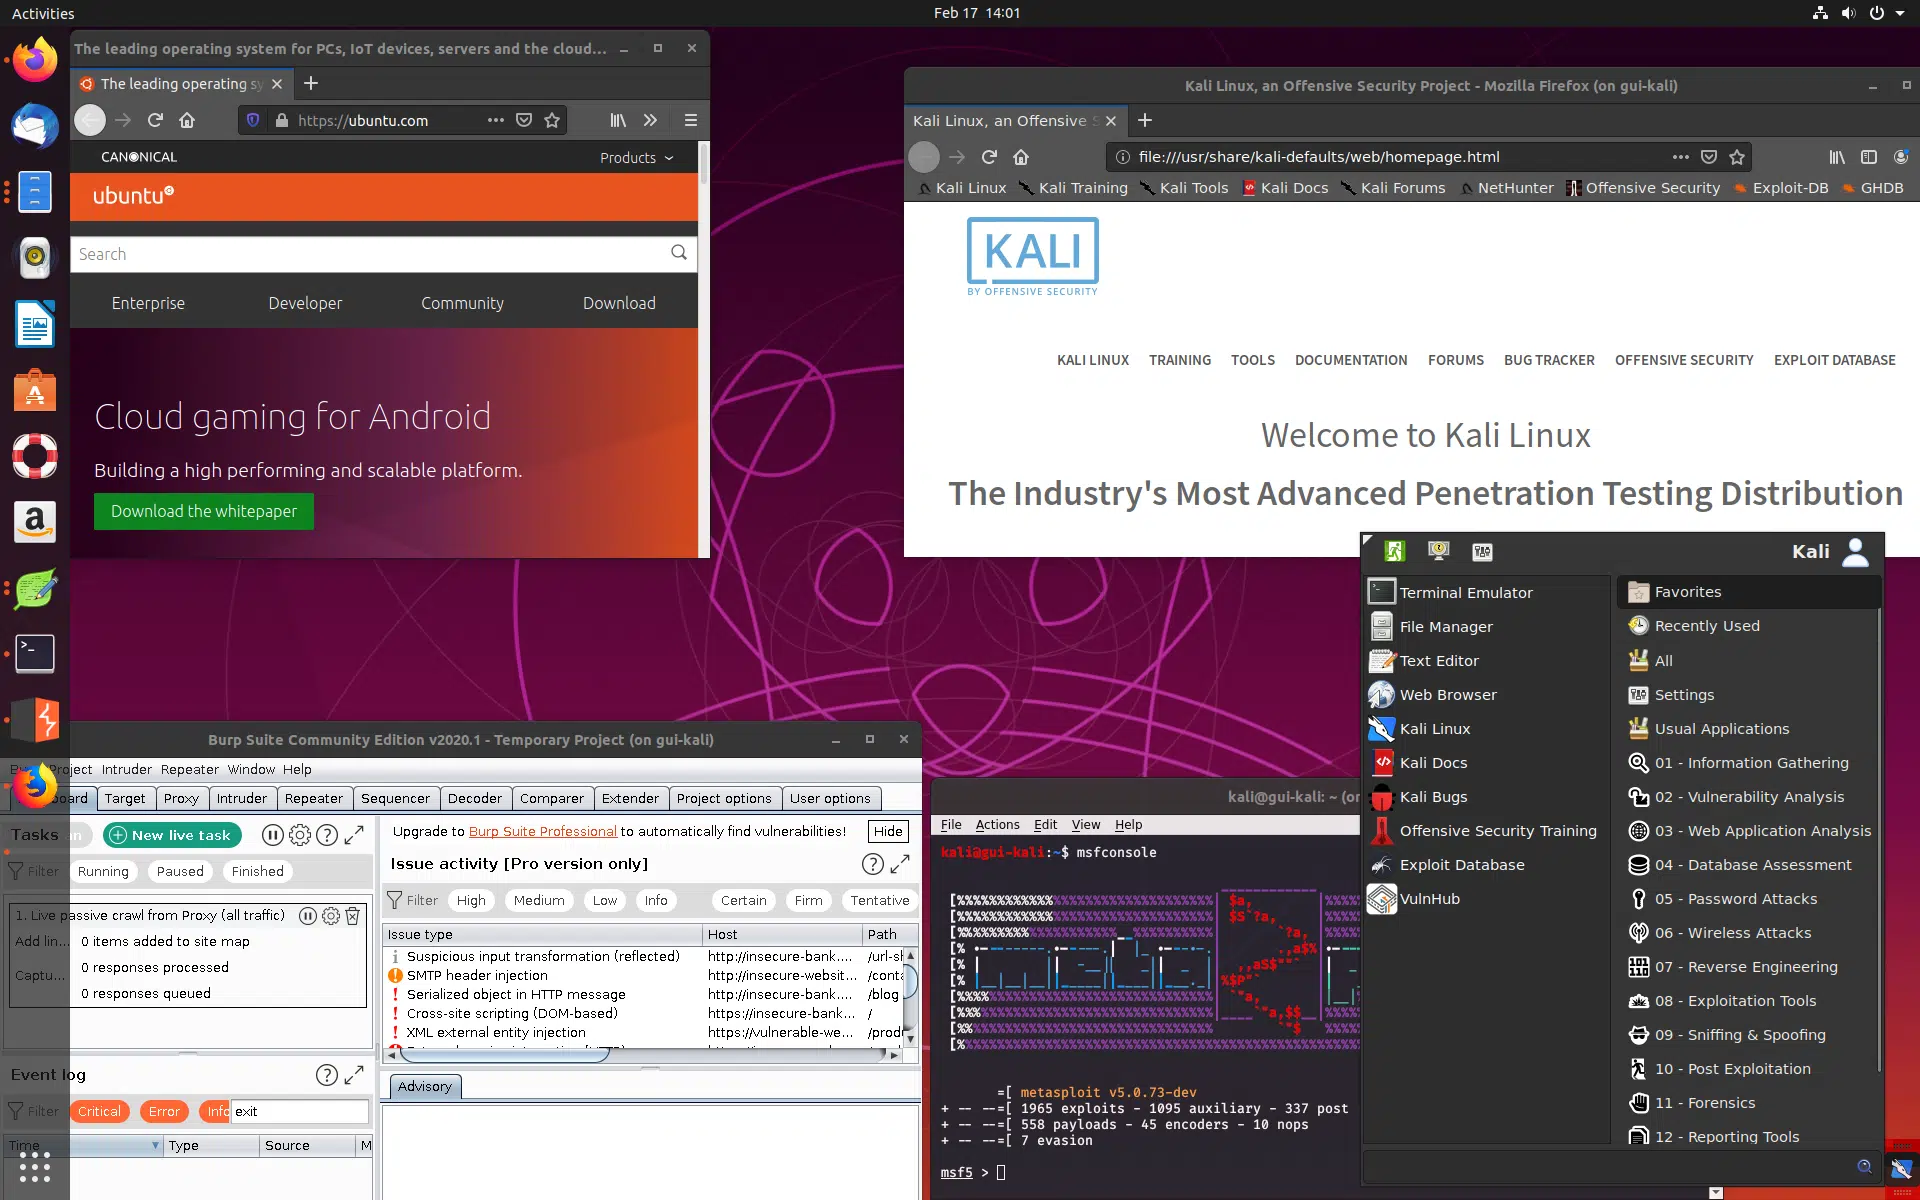 Activities
Feb 17 14:01
The leading operating system for PCs, IoT devices, servers and the cloud...
The leading operating sy
https://ubuntu.com
CANONICAL
Products
ubuntu
Search
Enterprise
Developer
Community
Download
Cloud gaming for Android
Building a high performing and scalable platform.
Download the whitepaper
Kali Linux, an Offensive Security Project - Mozilla Firefox (on gui-kali)
Kali Linux, an Offensive S
file:///usr/share/kali-defaults/web/homepage.html
Kali Linux
Kali Training
Kali Tools
Kali Docs
Kali Forums
NetHunter
Offensive Security
Exploit-DB
GHDB
KALI
BY OFFENSIVE SECURITY
KALI LINUX
TRAINING
TOOLS
DOCUMENTATION
FORUMS
BUG TRACKER
OFFENSIVE SECURITY
EXPLOIT DATABASE
Welcome to Kali Linux
The Industry's Most Advanced Penetration Testing Distribution
Kali
Terminal Emulator
File Manager
Text Editor
Web Browser
Kali Linux
Kali Docs
Kali Bugs
Offensive Security Training
Exploit Database
VulnHub
Favorites
Recently Used
All
Settings
Usual Applications
01 - Information Gathering
02 - Vulnerability Analysis
03 - Web Application Analysis
04 - Database Assessment
05 - Password Attacks
06 - Wireless Attacks
07 - Reverse Engineering
08 - Exploitation Tools
09 - Sniffing & Spoofing
10 - Post Exploitation
11 - Forensics
12 - Reporting Tools
Burp Suite Community Edition v2020.1 - Temporary Project (on gui-kali)
Project Intruder Repeater Window Help
Target
Proxy
Intruder
Repeater
Sequencer
Decoder
Comparer
Extender
Project options
User options
Tasks
New live task
Filter
Running
Paused
Finished
1. Live passive crawl from Proxy (all traffic)
Add lin...
0 items added to site map
Captu...
0 responses processed
0 responses queued
Event log
Filter
Critical
Error
Info
exit
Time
Type
Source
M
Upgrade to Burp Suite Professional to automatically find vulnerabilities!
Hide
Issue activity [Pro version only]
Filter
High
Medium
Low
Info
Certain
Firm
Tentative
Issue type
Host
Path
Suspicious input transformation (reflected) http://insecure-bank.... /url-sh
SMTP header injection http://insecure-websit... /conta
Serialized object in HTTP message http://insecure-bank.... /blog
Cross-site scripting (DOM-based) https://insecure-bank... /
XML external entity injection https://vulnerable-we... /produ
Advisory
kali@gui-kali: ~ (on
File Actions Edit View Help
kali@gui-kali:~$ msfconsole
=[ metasploit v5.0.73-dev
+ -- --=[ 1965 exploits - 1095 auxiliary - 337 post
+ -- --=[ 558 payloads - 45 encoders - 10 nops
+ -- --=[ 7 evasion
msf5 >